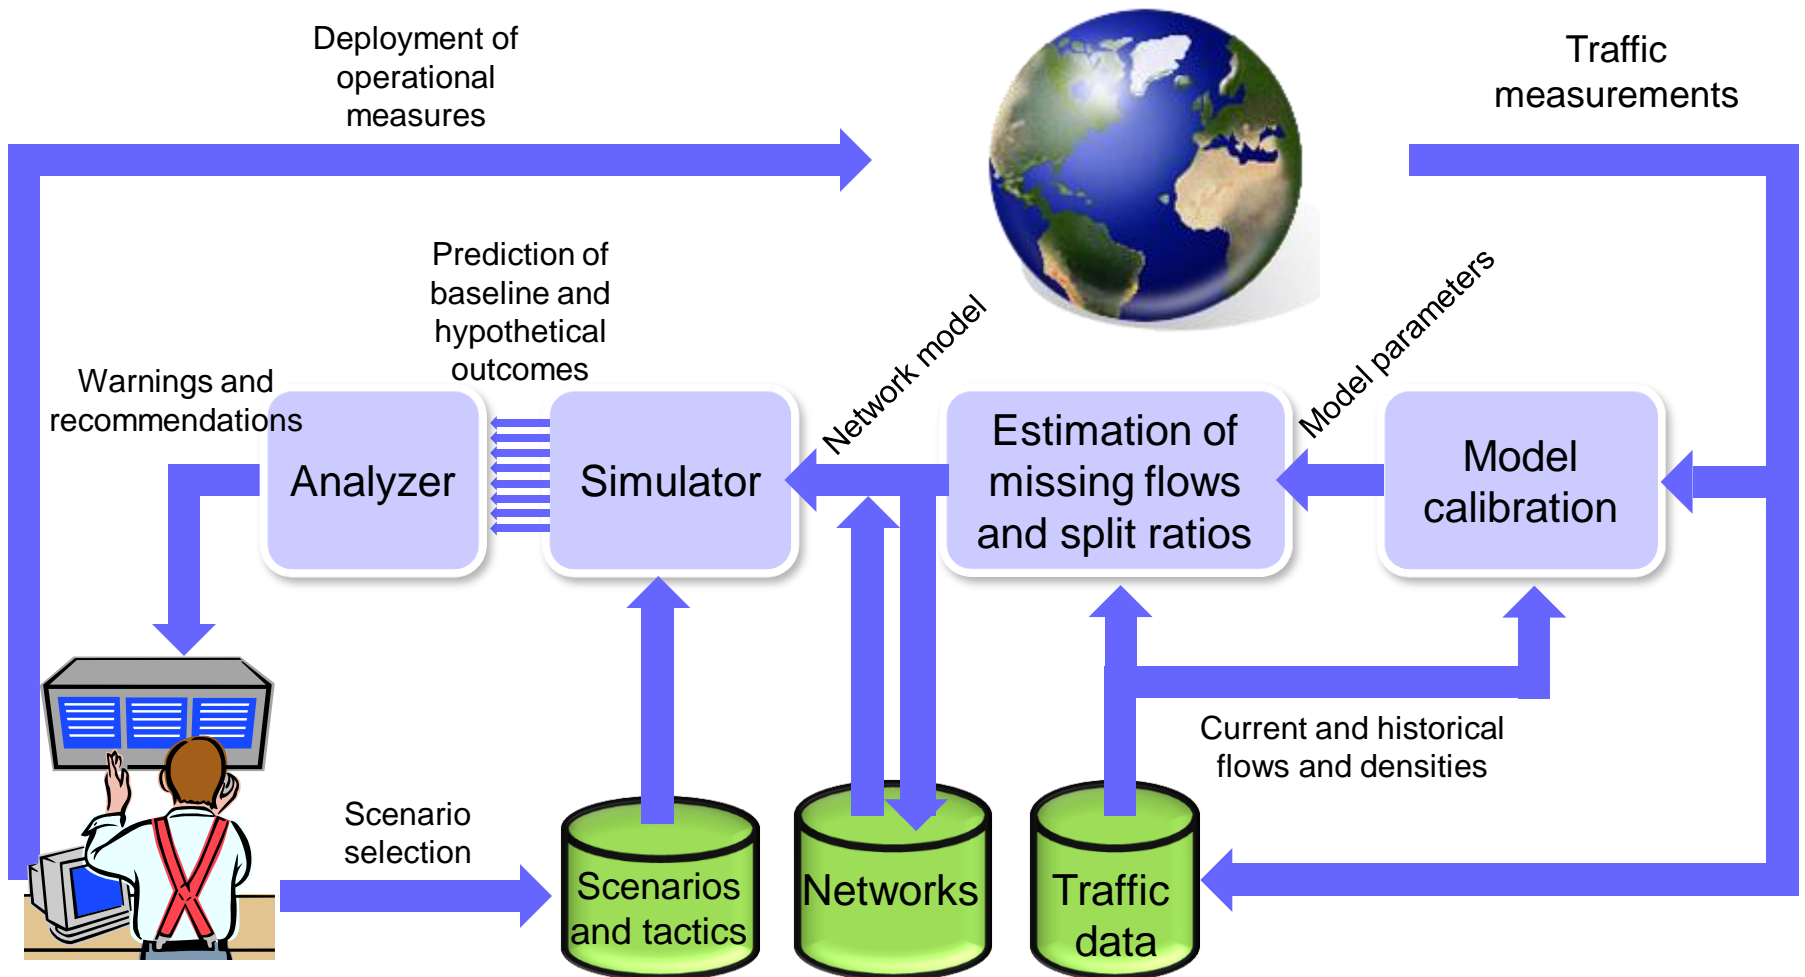 Deployment of
operational
measures
Traffic
measurements
Prediction of
baseline and
hypothetical
outcomes
Network model
Model parameters
Warnings and
recommendations
Analyzer
Simulator
Estimation of
missing flows
and split ratios
Model
calibration
Current and historical
flows and densities
Scenario
selection
Scenarios
and tactics
Networks
Traffic
data